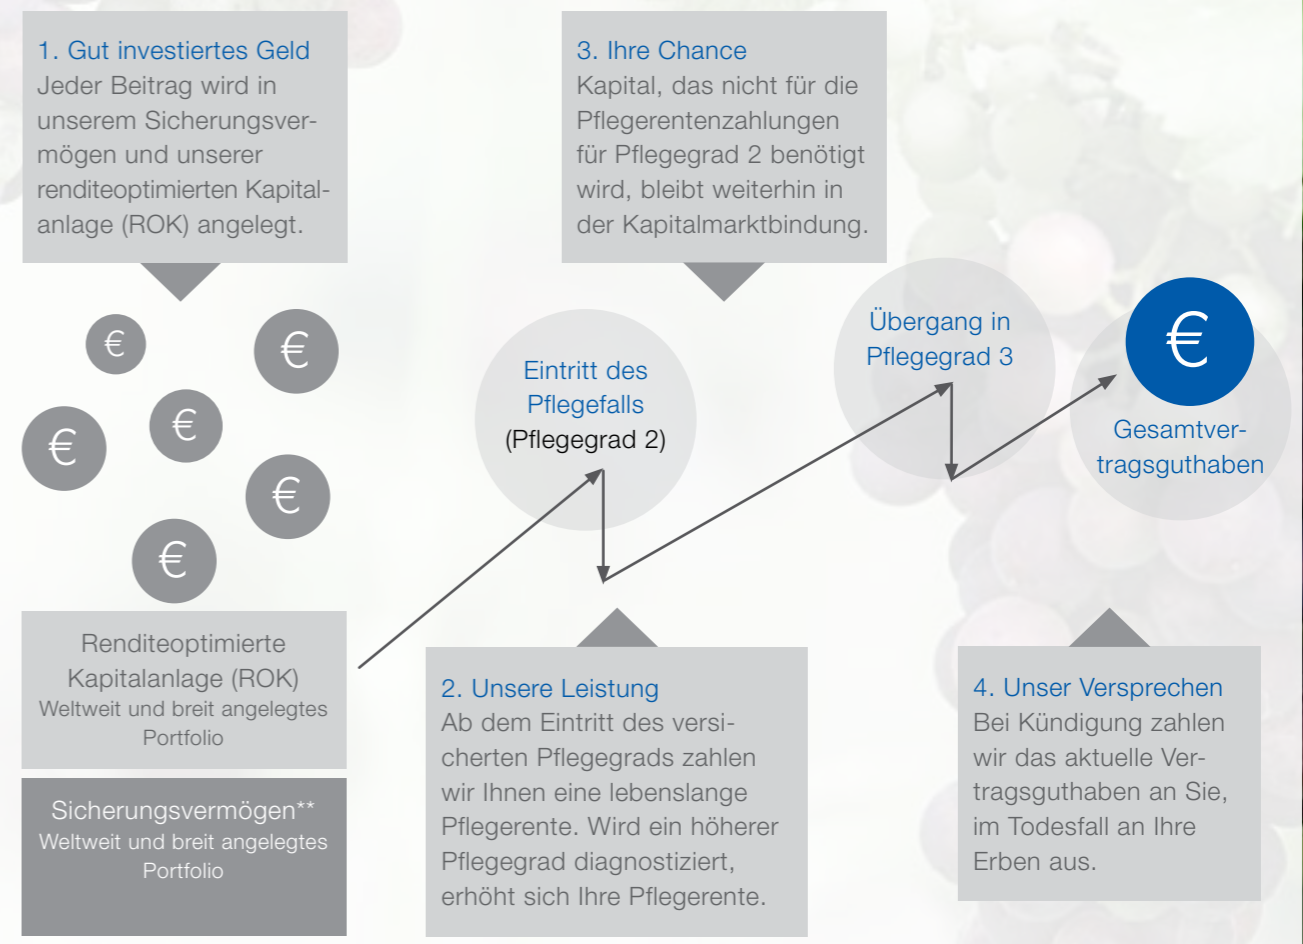 1. Gut investiertes Geld
Jeder Beitrag wird in
unserem Sicherungsver-
mögen und unserer
renditeoptimierten Kapital-
anlage (ROK) angelegt.
€
€
€
€
€
€
Renditeoptimierte
Kapitalanlage (ROK)
Weltweit und breit angelegtes
Portfolio
Sicherungsvermögen**
Weltweit und breit angelegtes
Portfolio
Eintritt des
Pflegefalls
(Pflegegrad 2)
2. Unsere Leistung
Ab dem Eintritt des versi-
cherten Pflegegrads zahlen
wir Ihnen eine lebenslange
Pflegerente. Wird ein höherer
Pflegegrad diagnostiziert,
erhöht sich Ihre Pflegerente.
3. Ihre Chance
Kapital, das nicht für die
Pflegerentenzahlungen
für Pflegegrad 2 benötigt
wird, bleibt weiterhin in
der Kapitalmarktbindung.
Übergang in
Pflegegrad 3
€
Gesamtver-
tragsguthaben
4. Unser Versprechen
Bei Kündigung zahlen
wir das aktuelle Ver-
tragsguthaben an Sie,
im Todesfall an Ihre
Erben aus.